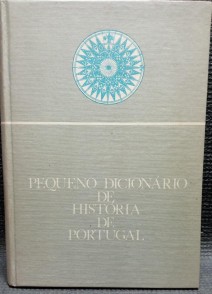 PEQUENO DICIONÁRIO
DE
HISTÓRIA
DE
PORTUGAL